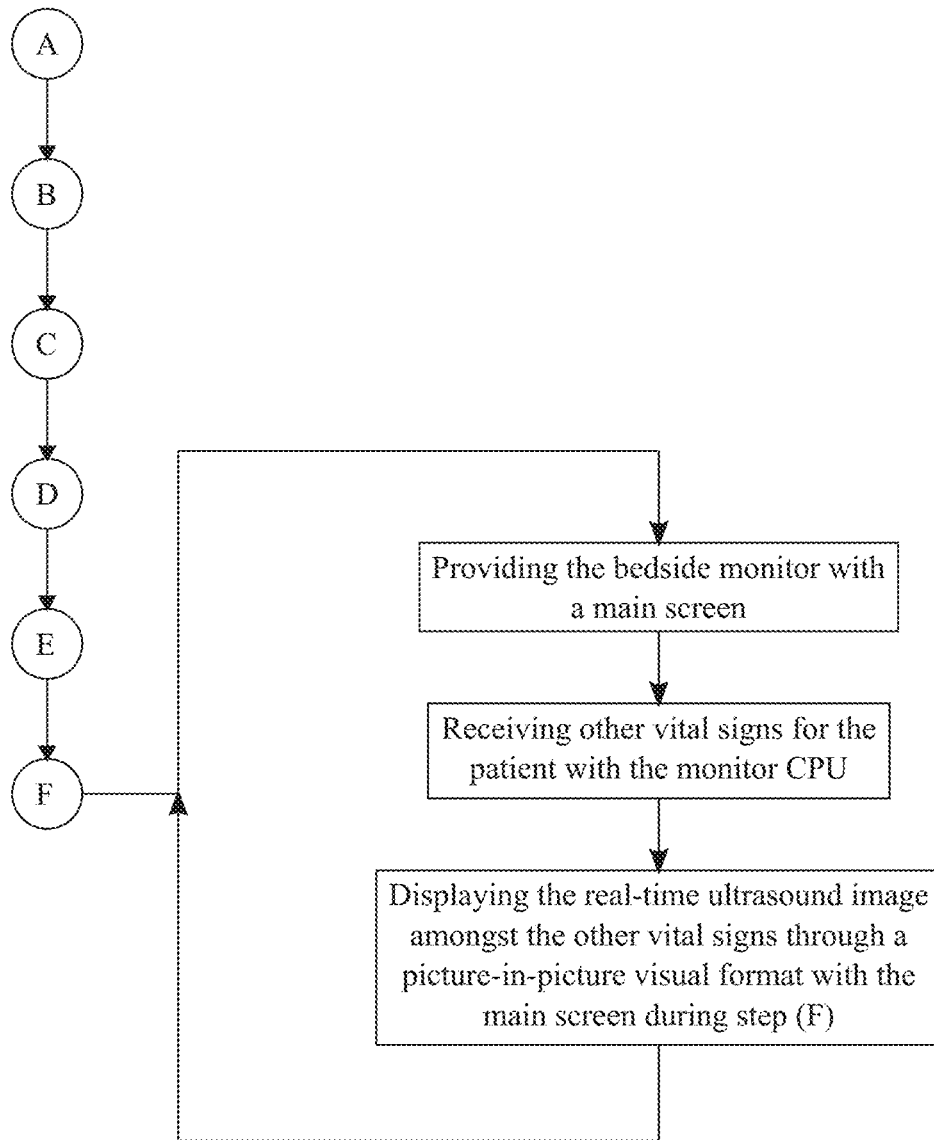 A
B
C
D
E
F
Providing the bedside monitor with
a main screen
Receiving other vital signs for the
patient with the monitor CPU
Displaying the real-time ultrasound image
amongst the other vital signs through a
picture-in-picture visual format with the
main screen during step (F)